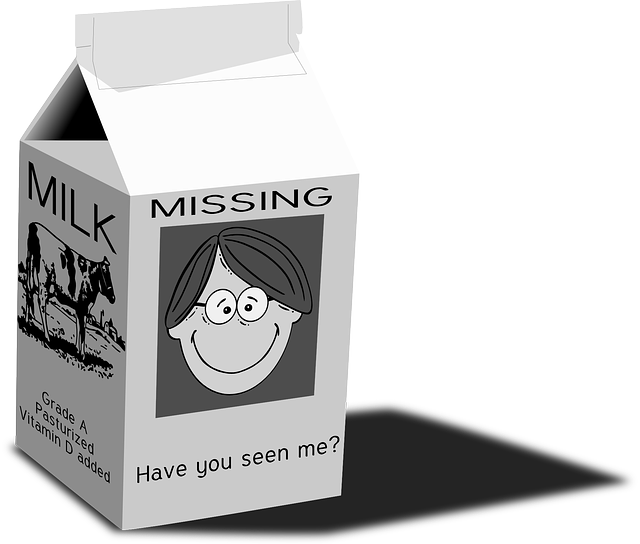 MILK
Grade A
Pasturized
Vitamin D added
MISSING
Have you seen me?